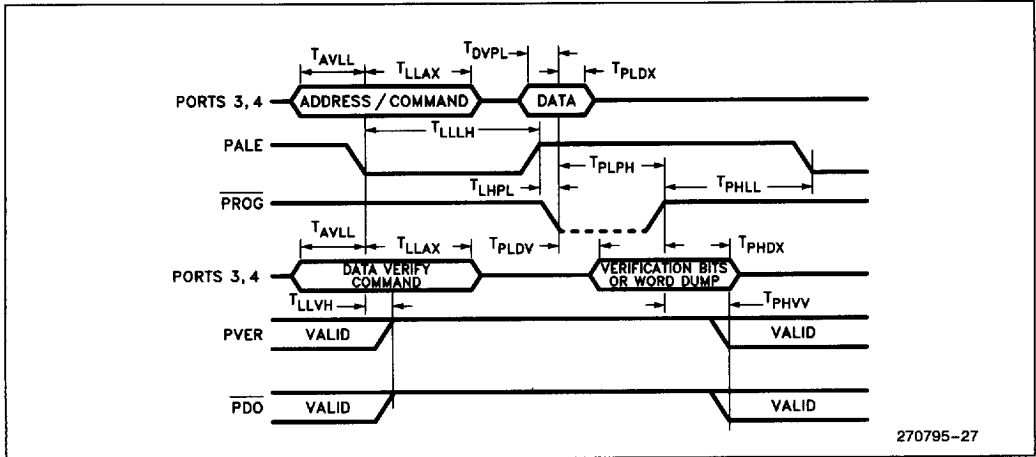 TDVPL
TAVLL TLLAX TPLDX
PORTS 3, 4 ADDRESS / COMMAND DATA
TLLLH
PALE
TPLPH
TLHPL TPHLL
PROG
TAVLL TLLAX TPLDV TPHDX
PORTS 3, 4 DATA VERIFY COMMAND VERIFICATION BITS OR WORD DUMP
TLLVH TPHVV
PVER VALID VALID
PDO VALID VALID
270795-27